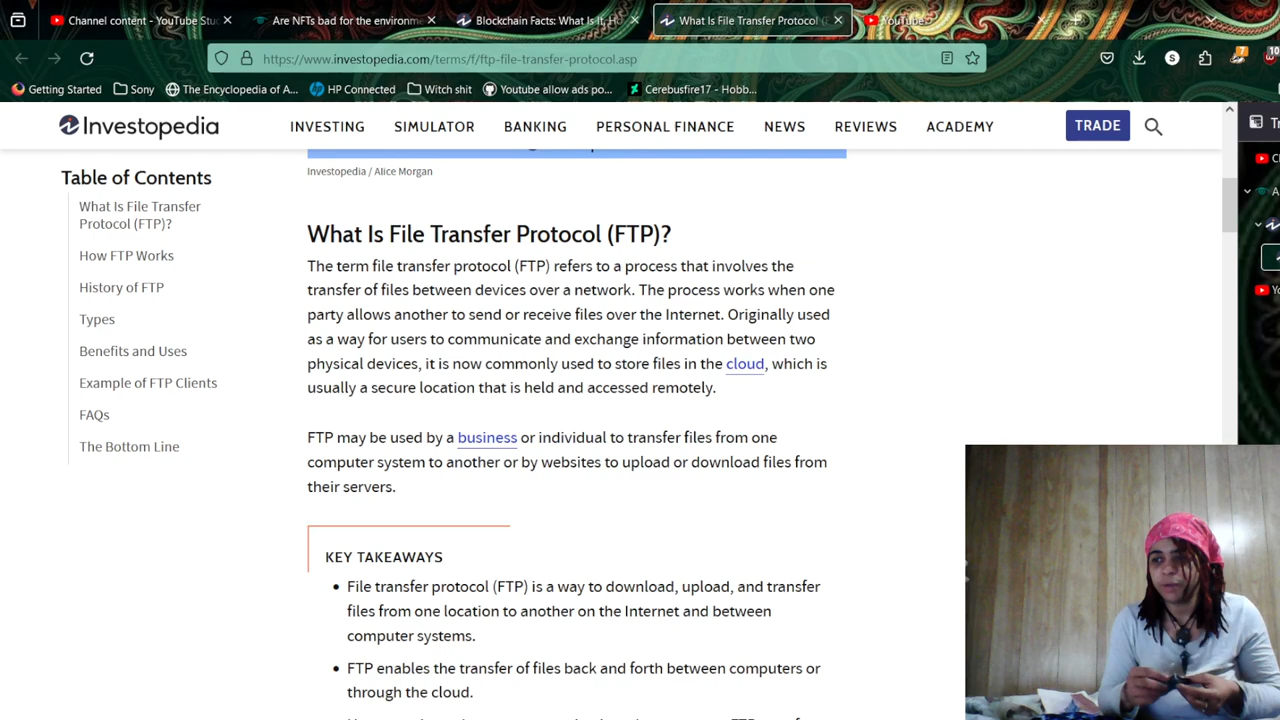 Channel content - YouTube Stu
Are NFTs bad for the environm
Blockchain Facts: What Is It, Ho
What Is File Transfer Protocol (
YouTube
https://www.investopedia.com/terms/f/ftp-file-transfer-protocol.asp
S
7
10
Getting Started
Sony
The Encyclopedia of A...
HP Connected
Witch shit
Youtube allow ads po...
Cerebusfire17 - Hobb...
Investopedia
INVESTING
SIMULATOR
BANKING
PERSONAL FINANCE
NEWS
REVIEWS
ACADEMY
TRADE
Investopedia / Alice Morgan
Table of Contents
What Is File Transfer
Protocol (FTP)?
How FTP Works
History of FTP
Types
Benefits and Uses
Example of FTP Clients
FAQs
The Bottom Line
What Is File Transfer Protocol (FTP)?
The term file transfer protocol (FTP) refers to a process that involves the
transfer of files between devices over a network. The process works when one
party allows another to send or receive files over the Internet. Originally used
as a way for users to communicate and exchange information between two
physical devices, it is now commonly used to store files in the cloud, which is
usually a secure location that is held and accessed remotely.
FTP may be used by a business or individual to transfer files from one
computer system to another or by websites to upload or download files from
their servers.
KEY TAKEAWAYS
• File transfer protocol (FTP) is a way to download, upload, and transfer
files from one location to another on the Internet and between
computer systems.
• FTP enables the transfer of files back and forth between computers or
through the cloud.